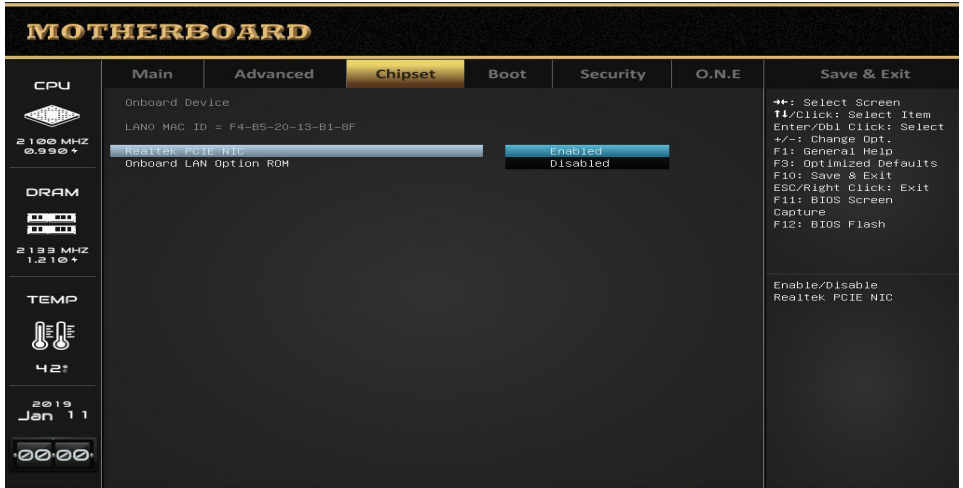 MOTHERBOARD
Main Advanced Chipset Boot Security O.N.E Save & Exit
CPU
2100 MHZ
0.990
DRAM
2133 MHZ
1.210
TEMP
42°
2019
Jan 11
00:00
Onboard Device
LAN0 MAC ID = F4-B5-20-13-B1-8F
Realtek PCIE NIC Enabled
Onboard LAN Option ROM Disabled
→←: Select Screen
↑↓/Click: Select Item
Enter/Dbl Click: Select
+/-: Change Opt.
F1: General Help
F3: Optimized Defaults
F10: Save & Exit
ESC/Right Click: Exit
F11: BIOS Screen
Capture
F12: BIOS Flash
Enable/Disable
Realtek PCIE NIC